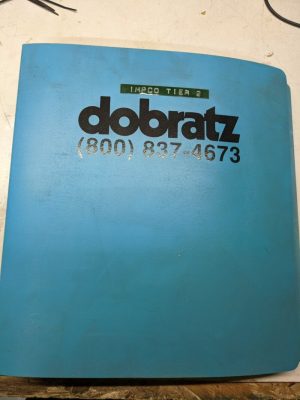 IMPCO TIER 2
dobratz
(800) 837-4673